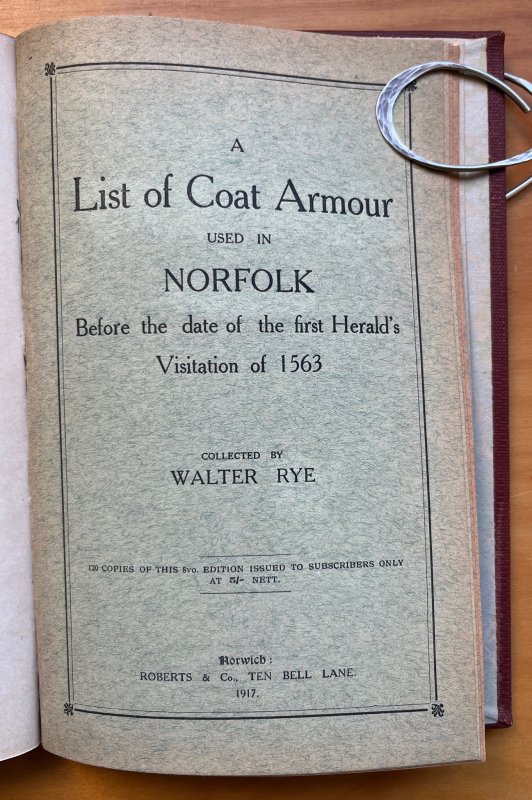 A
List of Coat Armour
USED IN
NORFOLK
Before the date of the first Herald's
Visitation of 1563
COLLECTED BY
WALTER RYE
120 COPIES OF THIS 8vo. EDITION ISSUED TO SUBSCRIBERS ONLY
AT 5/- NETT.
Norwich:
ROBERTS & Co., TEN BELL LANE.
1917.